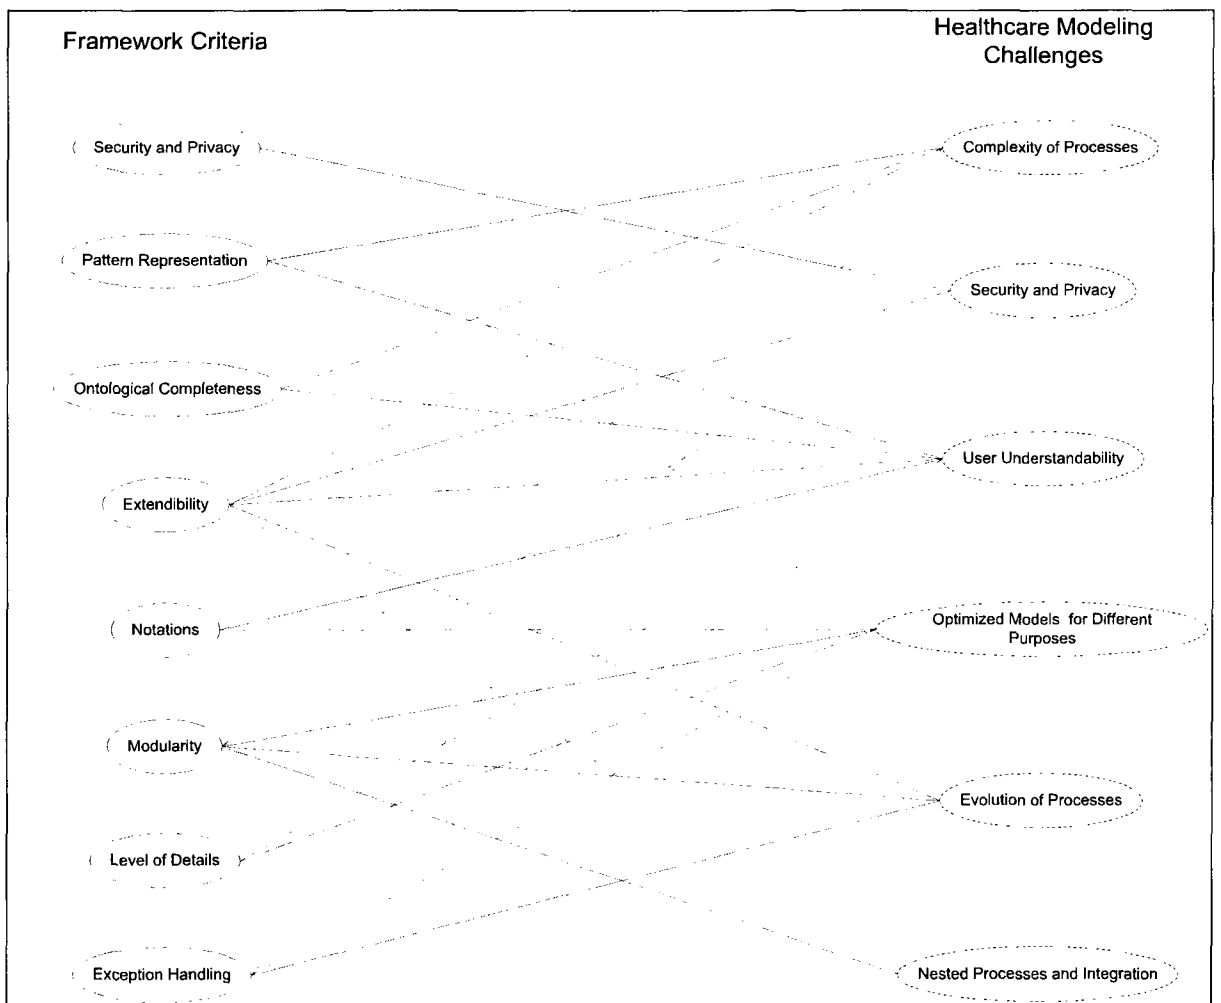 Framework Criteria
Healthcare Modeling
Challenges
Security and Privacy
Complexity of Processes
Pattern Representation
Security and Privacy
Ontological Completeness
User Understandability
Extendibility
Notations
Optimized Models for Different
Purposes
Modularity
Evolution of Processes
Level of Details
Exception Handling
Nested Processes and Integration